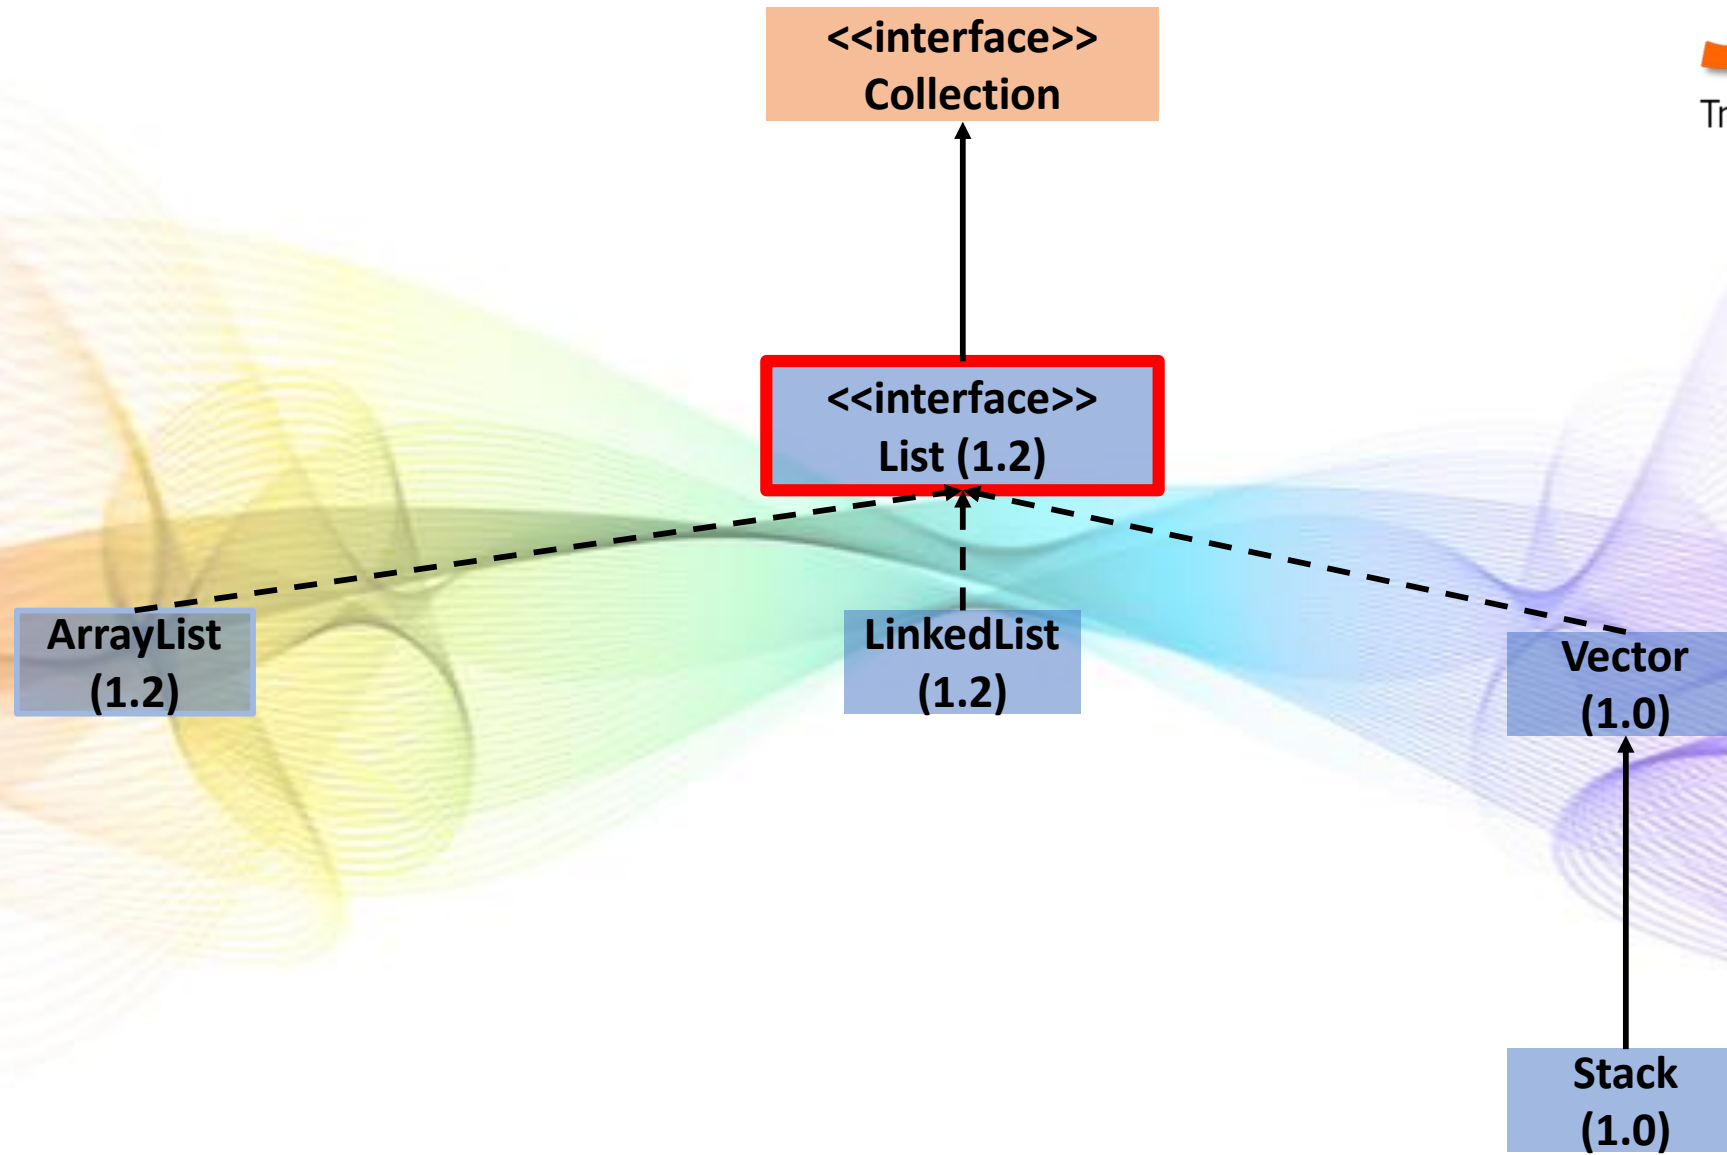 <<interface>>
Collection
<<interface>>
List (1.2)
ArrayList
(1.2)
LinkedList
(1.2)
Vector
(1.0)
Stack
(1.0)